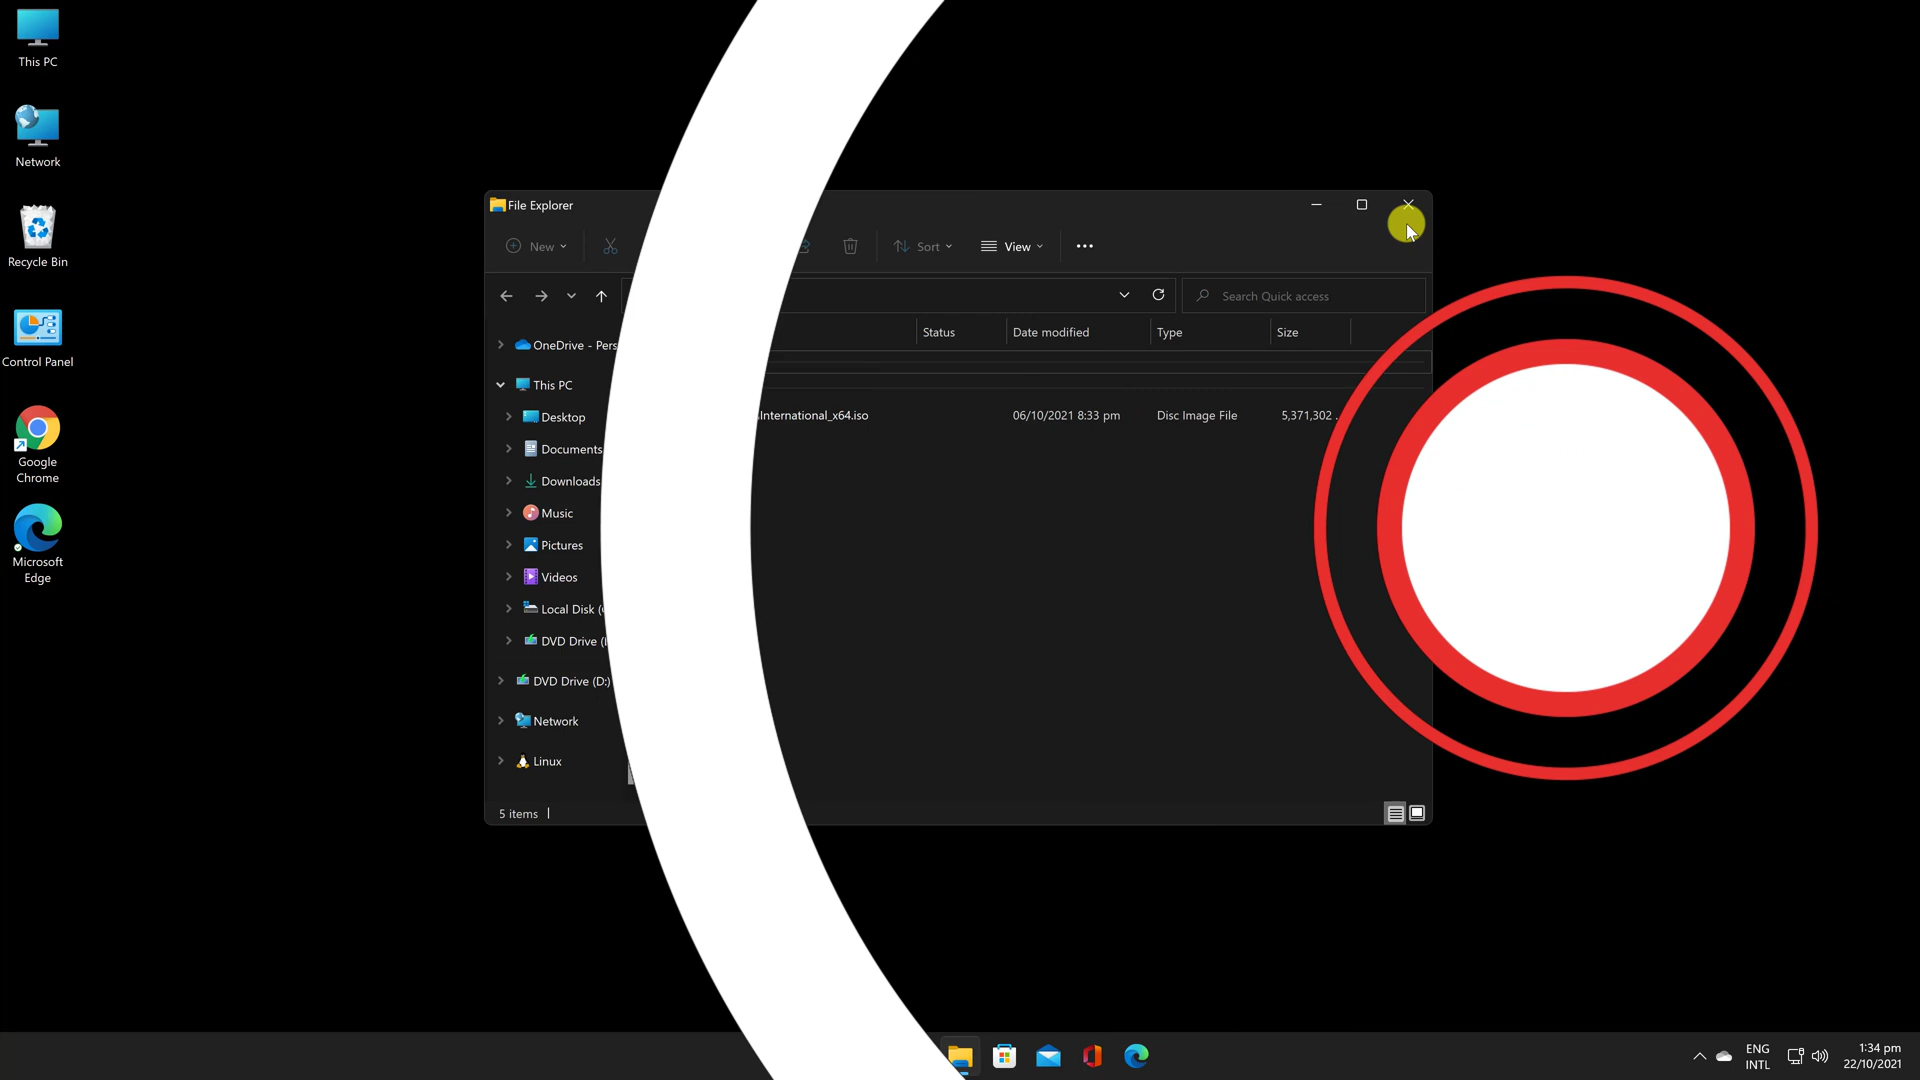 This PC
Network
Recycle Bin
Control Panel
Google
Chrome
Microsoft
Edge
File Explorer
New
Sort
View
Search Quick access
Status
Date modified
Type
Size
OneDrive - Pers
This PC
Desktop
Documents
Downloads
Music
Pictures
Videos
Local Disk (
DVD Drive (
DVD Drive (D:)
Network
Linux
International_x64.iso
06/10/2021 8:33 pm
Disc Image File
5,371,302 .
5 items
ENG
INTL
1:34 pm
22/10/2021